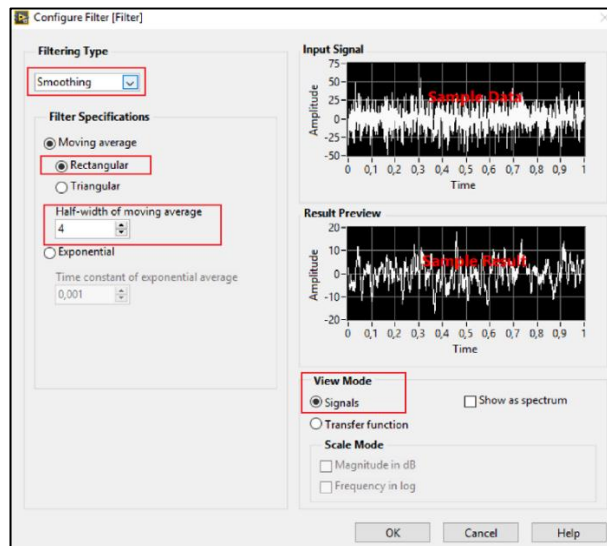 Configure Filter [Filter]
Filtering Type
Smoothing
Filter Specifications
Moving average
Rectangular
Triangular
Half-width of moving average
4
Exponential
Time constant of exponential average
0,001
Input Signal
75
50
25
0
-25
-50
Amplitude
Sample Data
0 0,1 0,2 0,3 0,4 0,5 0,6 0,7 0,8 0,9 1
Time
Result Preview
20
10
0
-10
-20
Amplitude
Sample Result
0 0,1 0,2 0,3 0,4 0,5 0,6 0,7 0,8 0,9 1
Time
View Mode
Signals
Show as spectrum
Transfer function
Scale Mode
Magnitude in dB
Frequency in log
OK Cancel Help